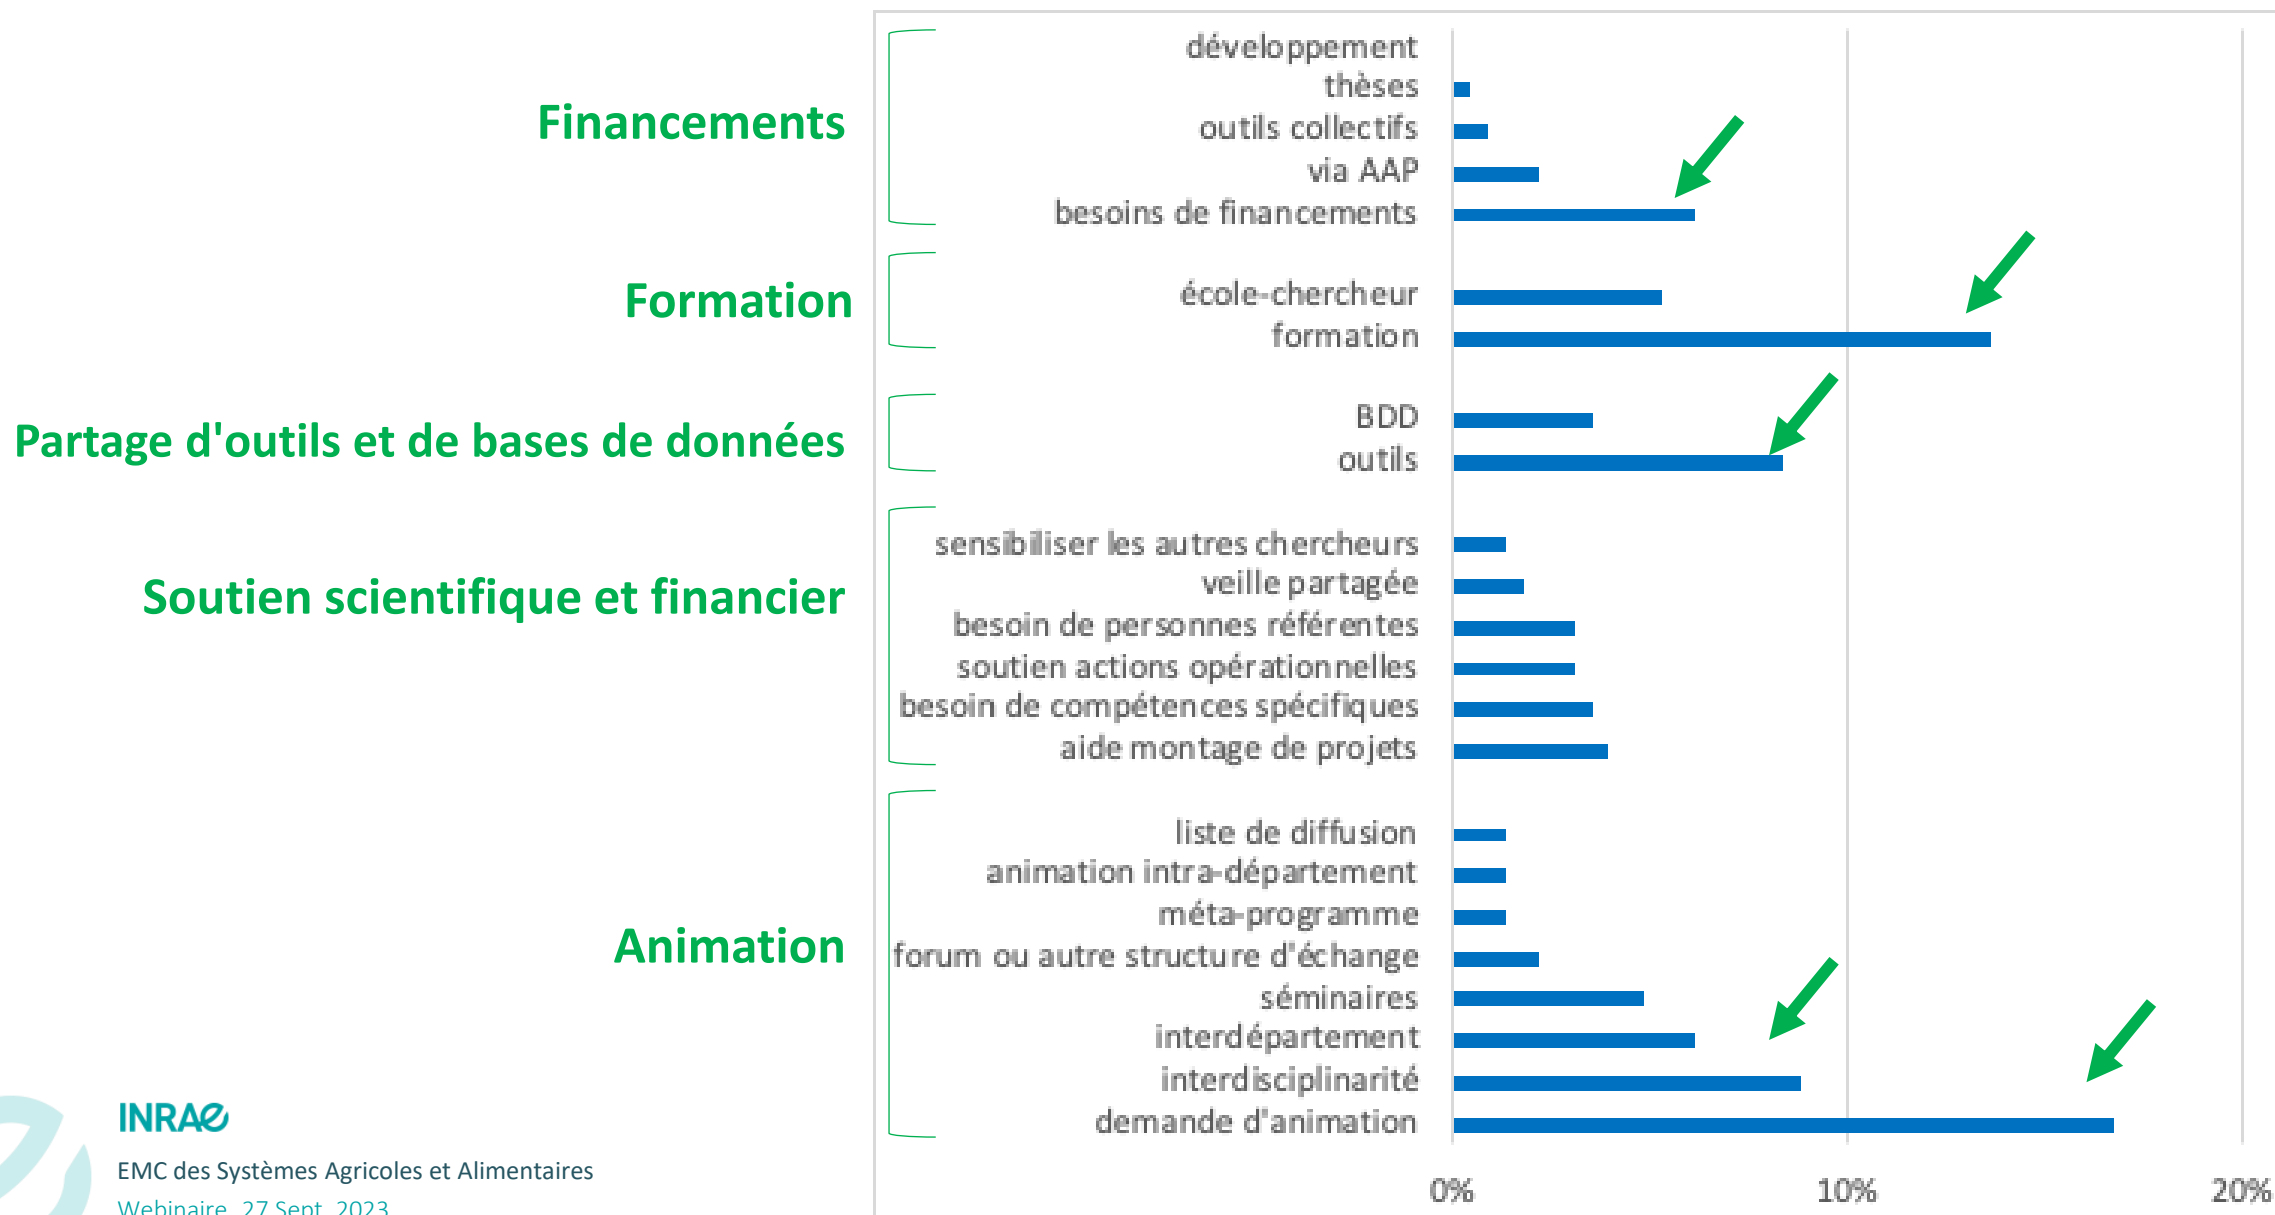 Financements
développement
thèses
outils collectifs
via AAP
besoins de financements
Formation
école-chercheur
formation
Partage d'outils et de bases de données
BDD
outils
Soutien scientifique et financier
sensibiliser les autres chercheurs
veille partagée
besoin de personnes référentes
soutien actions opérationnelles
besoin de compétences spécifiques
aide montage de projets
Animation
liste de diffusion
animation intra-département
méta-programme
forum ou autre structure d'échange
séminaires
interdépartement
interdisciplinarité
demande d'animation
0% 10% 20%
INRAE
EMC des Systèmes Agricoles et Alimentaires
Webinaire, 27 Sept. 2023